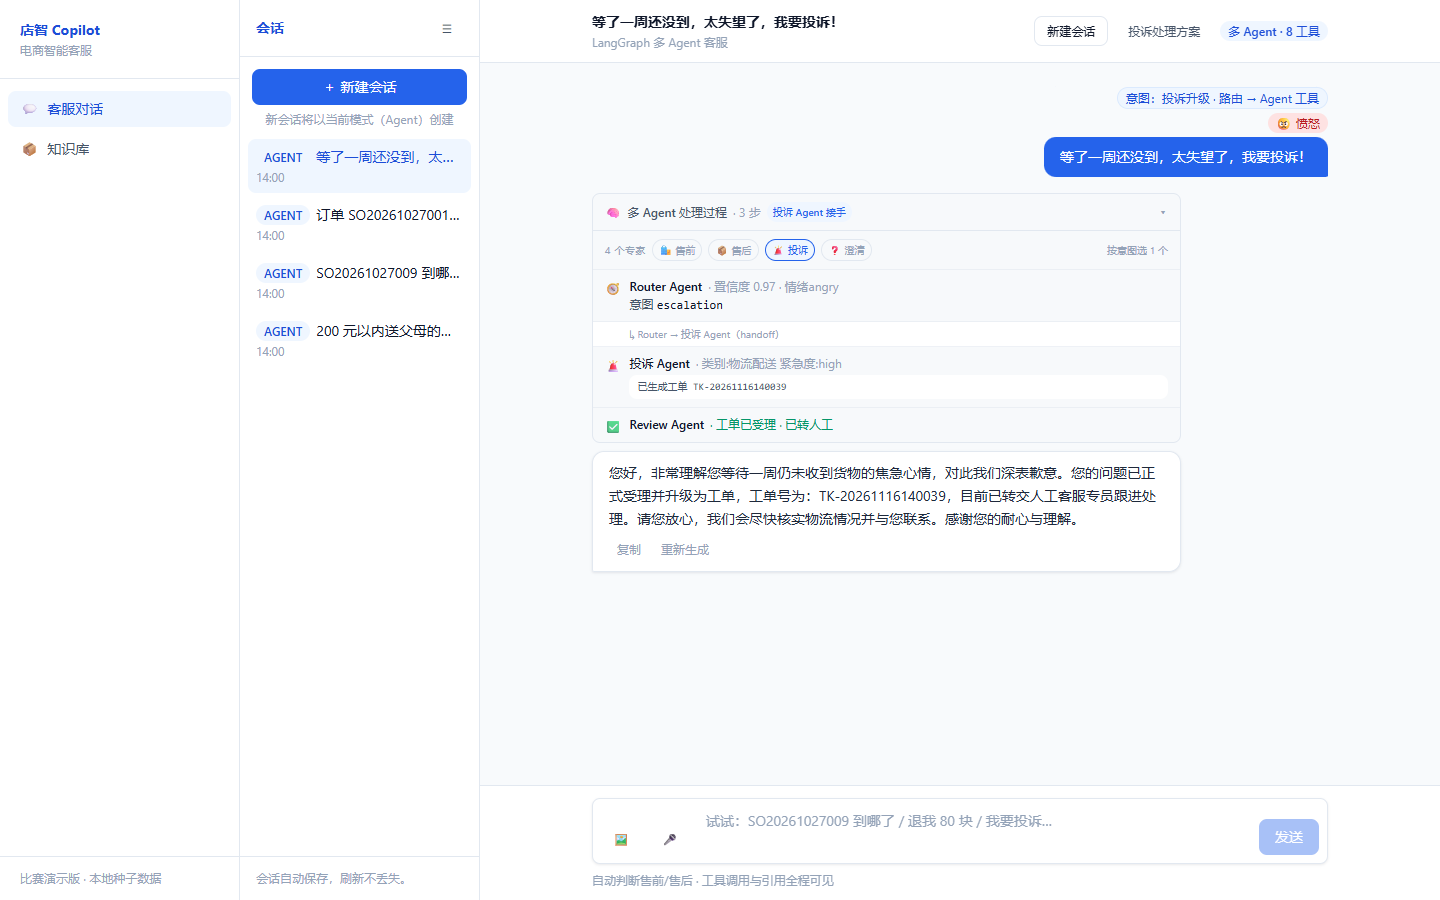 店智 Copilot
电商智能客服
客服对话
知识库
比赛演示版 · 本地种子数据
会话
☰
+ 新建会话
新会话将以当前模式（Agent）创建
AGENT 等了一周还没到，太...
14:00
AGENT 订单 SO20261027001...
14:00
AGENT SO20261027009 到哪...
14:00
AGENT 200 元以内送父母的...
14:00
会话自动保存，刷新不丢失。
等了一周还没到，太失望了，我要投诉！
LangGraph 多 Agent 客服
新建会话
投诉处理方案
多 Agent · 8 工具
意图：投诉升级 · 路由 → Agent 工具
愤怒
等了一周还没到，太失望了，我要投诉！
多 Agent 处理过程 · 3 步 投诉 Agent 接手
4 个专家 售前 售后 投诉 澄清 按意图选 1 个
Router Agent · 置信度 0.97 · 情绪angry
意图 escalation
↳ Router → 投诉 Agent（handoff）
投诉 Agent · 类别:物流配送 紧急度:high
已生成工单 TK-20261116140039
Review Agent · 工单已受理 · 已转人工
您好，非常理解您等待一周仍未收到货物的焦急心情，对此我们深表歉意。您的问题已正
式受理并升级为工单，工单号为：TK-20261116140039，目前已转交人工客服专员跟进处
理。请您放心，我们会尽快核实物流情况并与您联系。感谢您的耐心与理解。
复制 重新生成
试试：SO20261027009 到哪了 / 退我 80 块 / 我要投诉...
发送
自动判断售前/售后 · 工具调用与引用全程可见